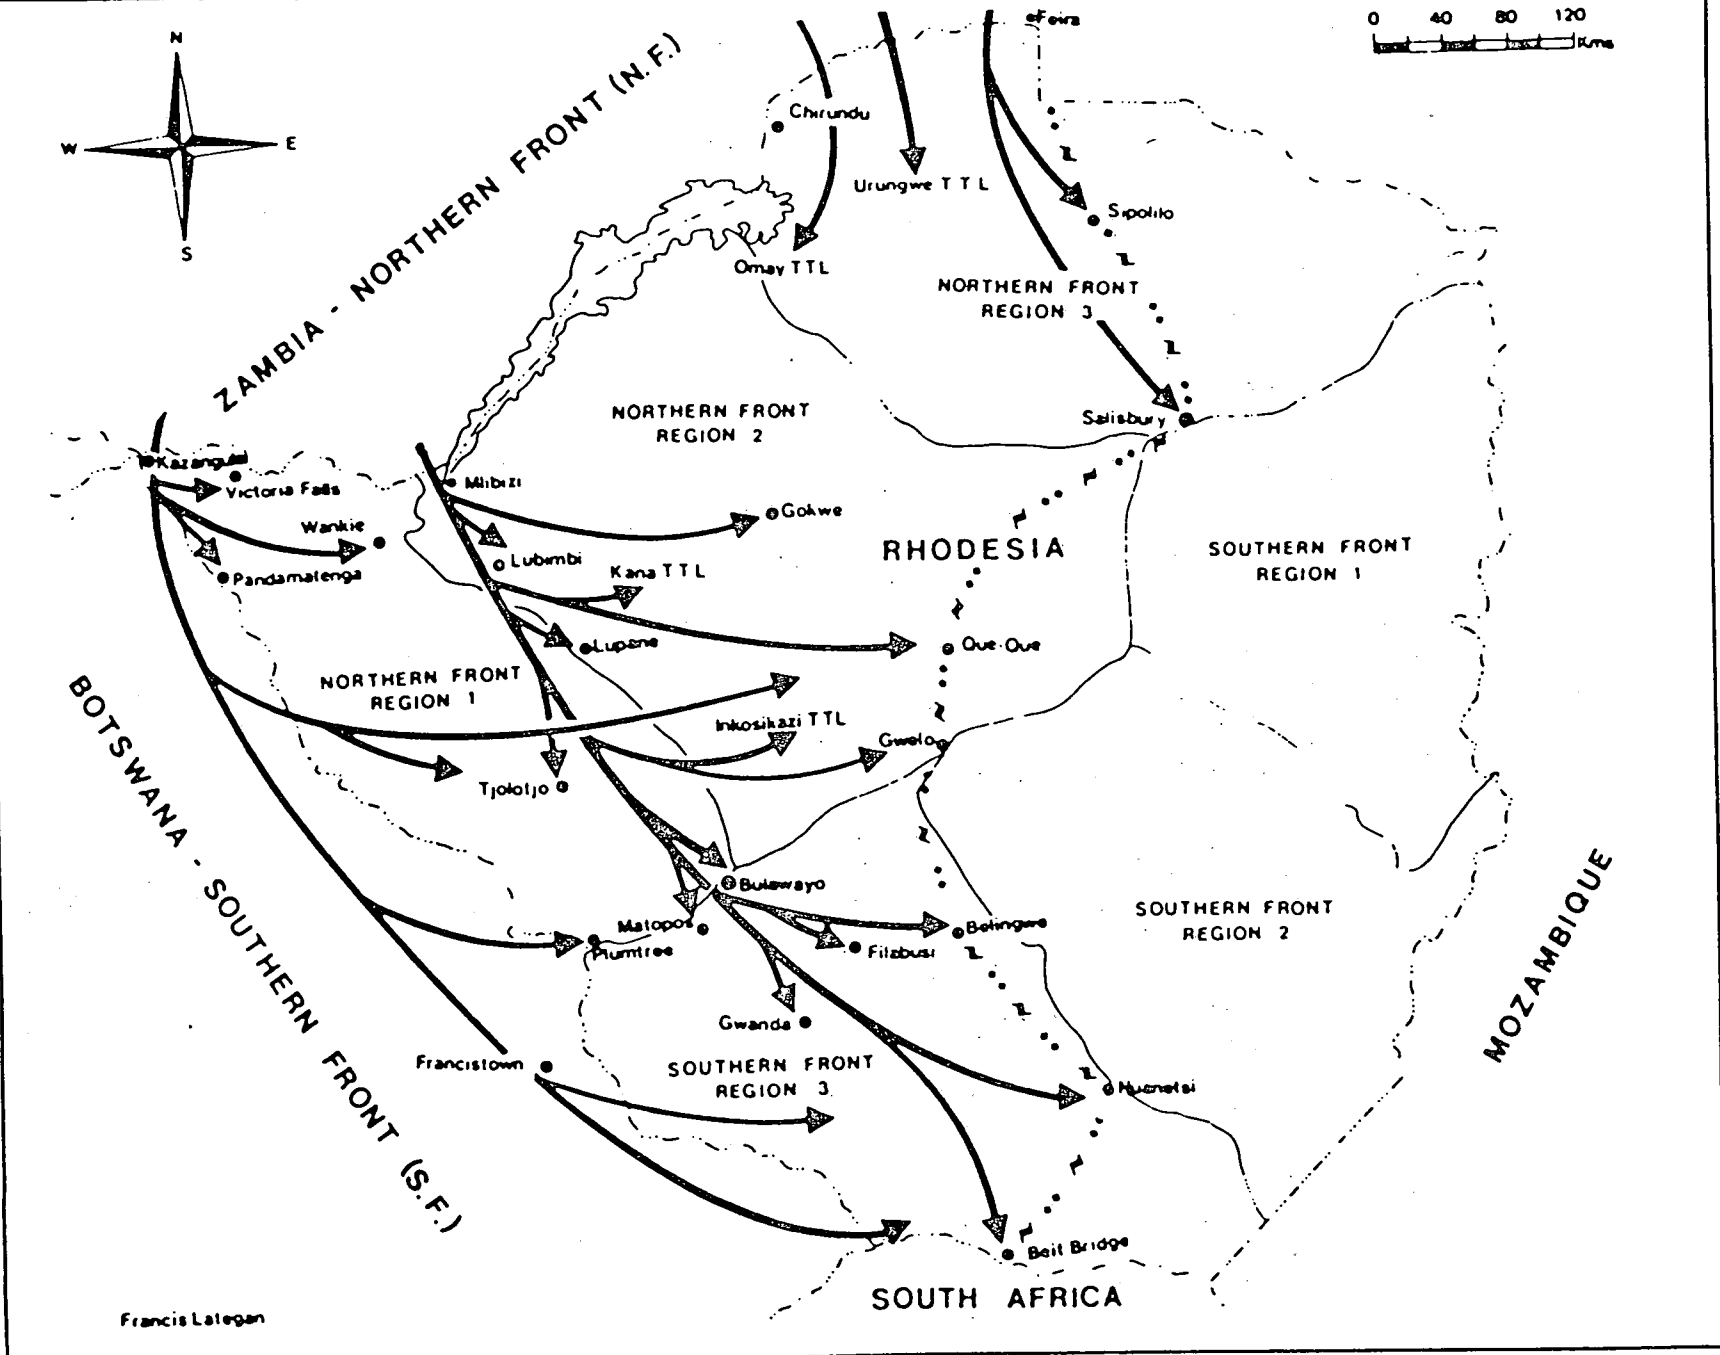 N
W
E
S
0 40 80 120
Kms
Feira
ZAMBIA - NORTHERN FRONT (N.F.)
Chirundu
Urungwe TTL
Sipolilo
Omay TTL
NORTHERN FRONT
REGION 3
NORTHERN FRONT
REGION 2
Salisbury
Kazangula
Victoria Falls
Mlibizi
Wankie
Gokwe
Lubimbi
Pandamatenga
Kana TTL
RHODESIA
SOUTHERN FRONT
REGION 1
Lupane
Que-Que
NORTHERN FRONT
REGION 1
Inkosikazi TTL
Gwelo
Tjolotjo
BOTSWANA - SOUTHERN FRONT (S.F.)
Bulawayo
Matopos
Plumtree
Filabusi
Belingwe
SOUTHERN FRONT
REGION 2
MOZAMBIQUE
Gwanda
Francistown
SOUTHERN FRONT
REGION 3
Nuanetsi
Beit Bridge
SOUTH AFRICA
Francis Lategan